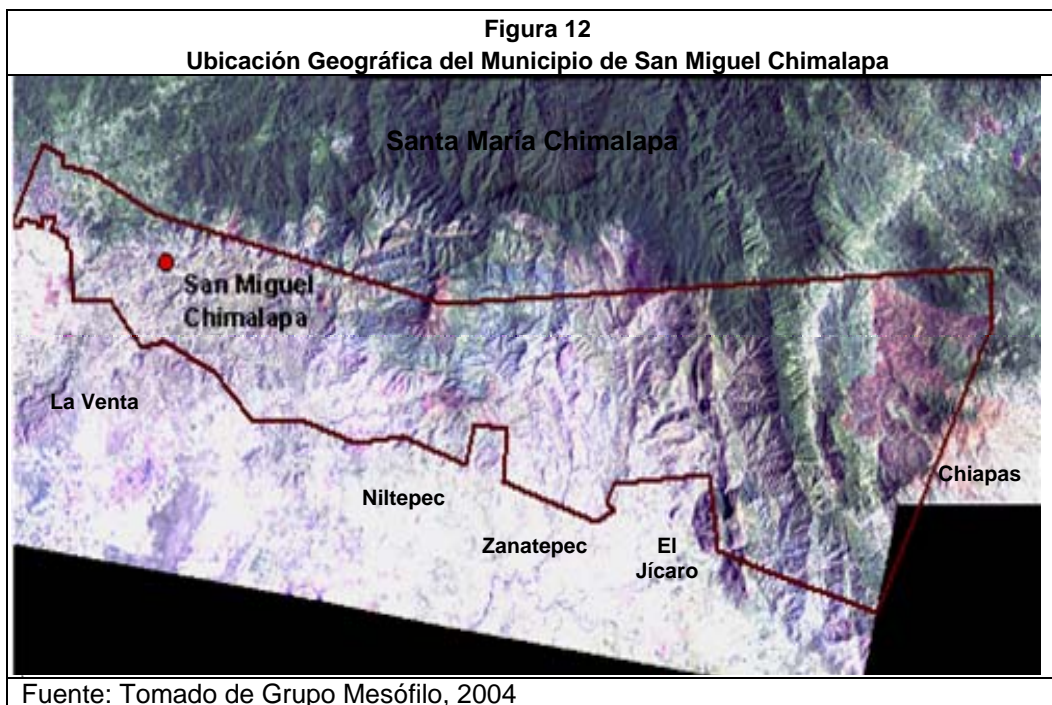 Figura 12
Ubicación Geográfica del Municipio de San Miguel Chimalapa
Santa María Chimalapa
San Miguel
Chimalapa
La Venta
Chiapas
Niltepec
Zanatepec
El
Jícaro
Fuente: Tomado de Grupo Mesófilo, 2004